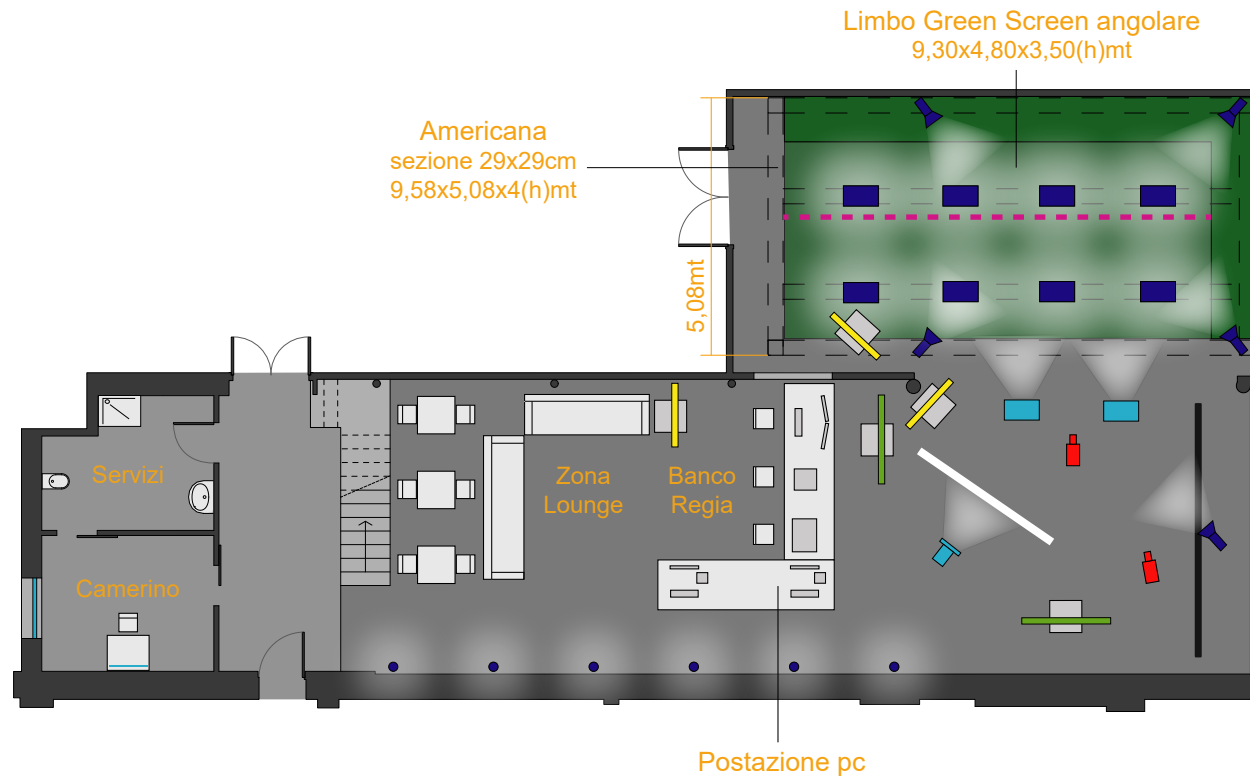 Limbo Green Screen angolare
9,30x4,80x3,50(h)mt
Americana
sezione 29x29cm
9,58x5,08x4(h)mt
5,08mt
Servizi
Zona
Lounge
Banco
Regia
Camerino
Postazione pc